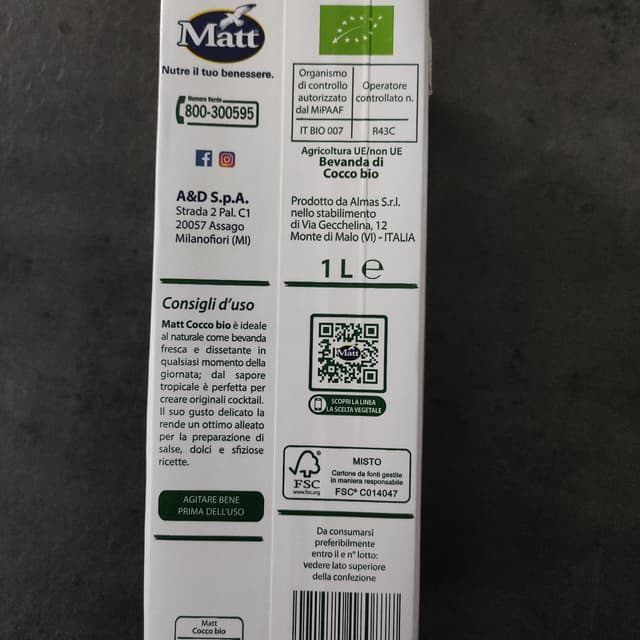 Matt
Nutre il tuo benessere.
Numero Verde
800-300595
A&D S.p.A.
Strada 2 Pal. C1
20057 Assago
Milanofiori (MI)
Consigli d'uso
Matt Cocco bio è ideale
al naturale come bevanda
fresca e dissetante in
qualsiasi momento della
giornata; dal sapore
tropicale è perfetta per
creare originali cocktail.
Il suo gusto delicato la
rende un ottimo alleato
per la preparazione di
salse, dolci e sfiziose
ricette.
AGITARE BENE
PRIMA DELL'USO
Matt
Cocco bio
Organismo
di controllo
autorizzato
dal MiPAAF
Operatore
controllato n.
IT BIO 007
R43C
Agricoltura UE/non UE
Bevanda di
Cocco bio
Prodotto da Almas S.r.l.
nello stabilimento
di Via Gecchelina, 12
Monte di Malo (VI) - ITALIA
1 L e
Matt
SCOPRI LA LINEA
LA SCELTA VEGETALE
FSC
www.fsc.org
MISTO
Cartone da fonti gestite
in maniera responsabile
FSC® C014047
Da consumarsi
preferibilmente
entro il e n° lotto:
vedere lato superiore
della confezione